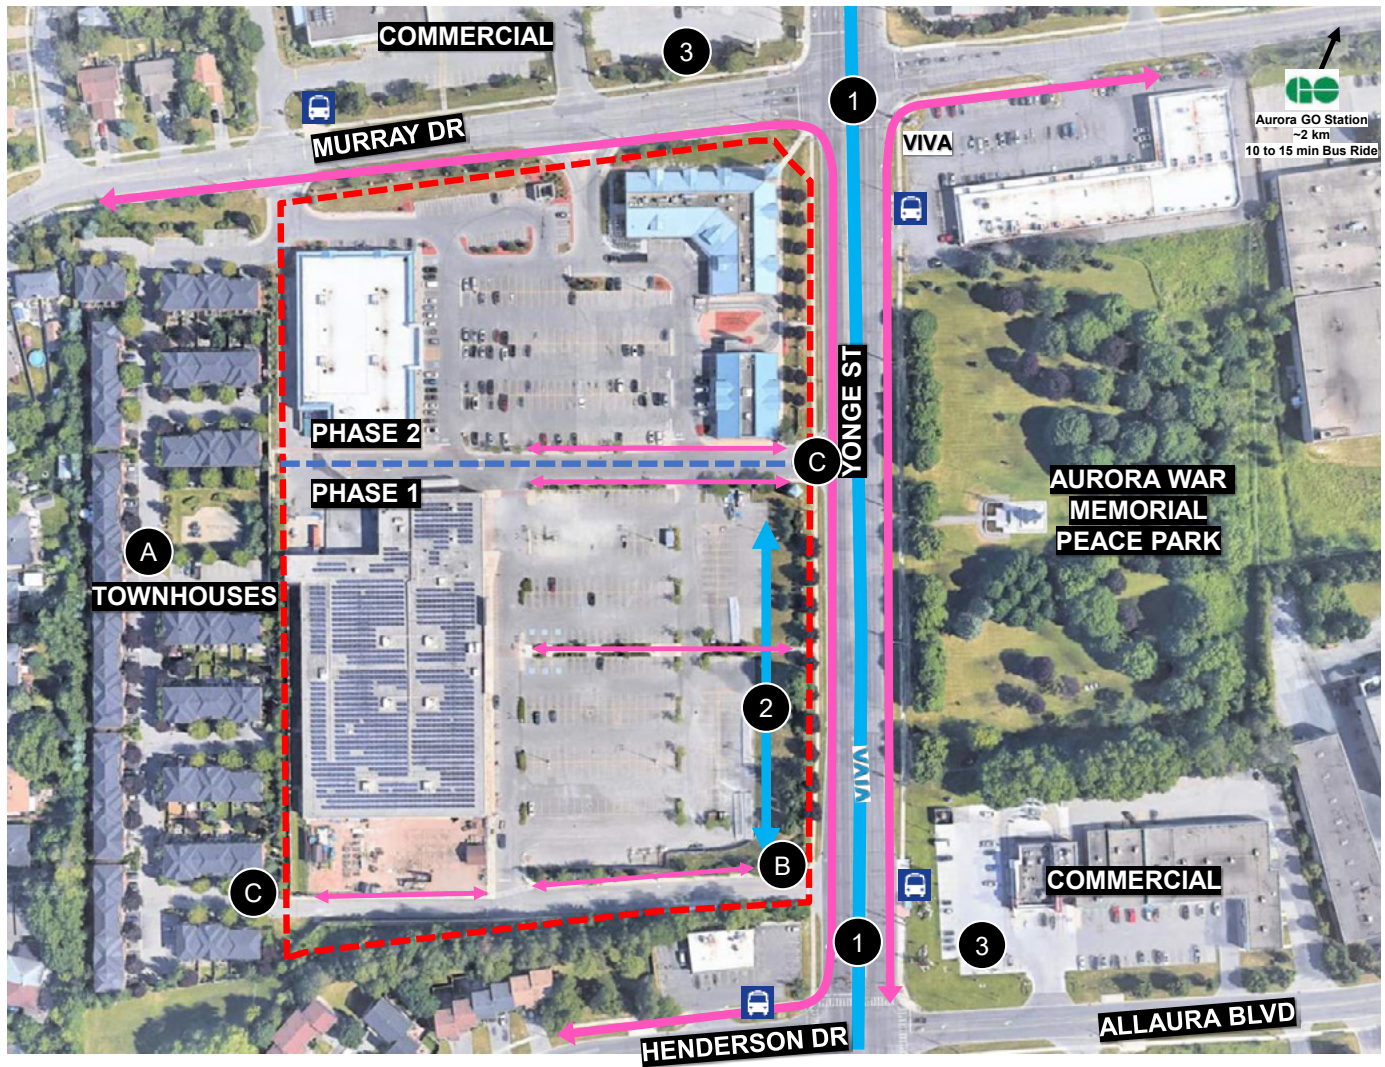 COMMERCIAL
3
1
GO
Aurora GO Station
~2 km
10 to 15 min Bus Ride
MURRAY DR
VIVA
PHASE 2
C
YONGE ST
PHASE 1
AURORA WAR
MEMORIAL
PEACE PARK
A
TOWNHOUSES
2
VIVA
B
C
COMMERCIAL
1
3
HENDERSON DR
ALLAURA BLVD